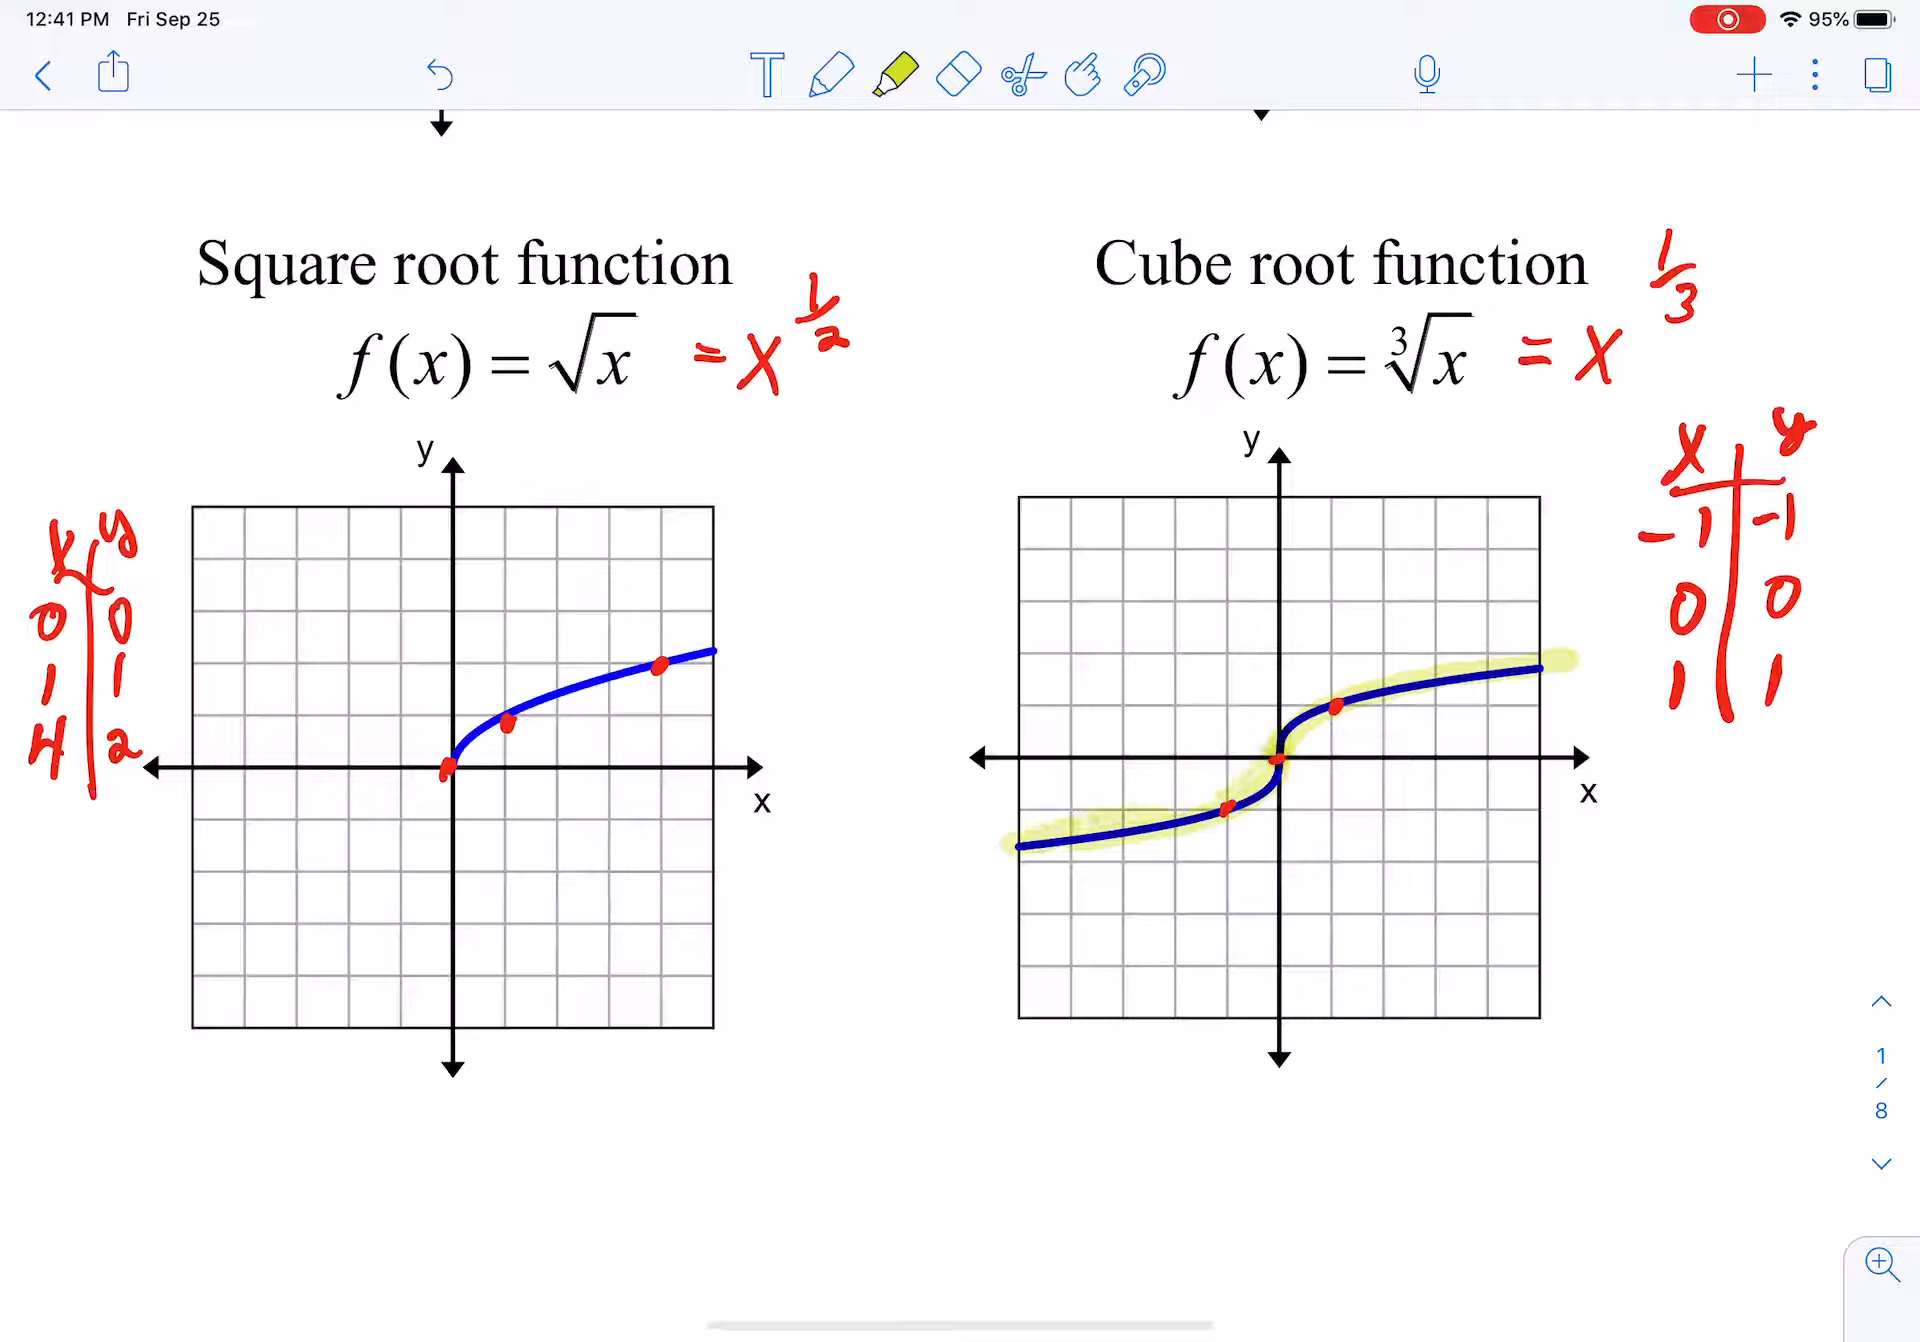 12:41 PM Fri Sep 25
95%
Square root function
f(x) = √x = x^{1/2}
y
x
x y
0 0
1 1
4 2
Cube root function
f(x) = ∛x = x^{1/3}
y
x
x y
-1 -1
0 0
1 1
1
/
8